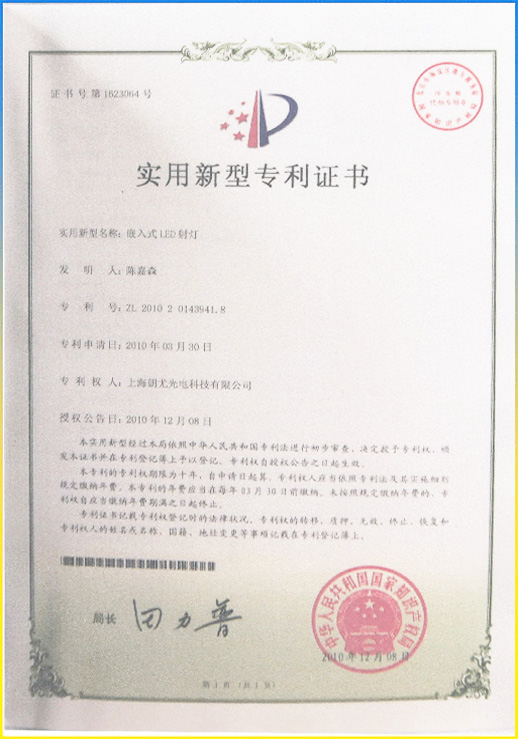 证书号第1623064号
实用新型专利证书
实用新型名称：嵌入式LED射灯
发 明 人：陈嘉森
专 利 号：ZL 2010 2 0143941.8
专利申请日：2010年03月30日
专 利 权 人：上海朗尤光电科技有限公司
授权公告日：2010年12月08日
本实用新型经过本局依照中华人民共和国专利法进行初步审查，决定授予专利权，颁
发本证书并在专利登记簿上予以登记。专利权自授权公告之日起生效。
本专利的专利权期限为十年，自申请日起算。专利权人应当依照专利法及其实施细则
规定缴纳年费。本专利的年费应当在每年03月30日前缴纳。未按照规定缴纳年费的，专
利权自应当缴纳年费期满之日起终止。
专利证书记载专利权登记时的法律状况。专利权的转移、质押、无效、终止、恢复和
专利权人的姓名或名称、国籍、地址变更等事项记载在专利登记簿上。
局长 田力普
中华人民共和国国家知识产权局
2010年12月08日
第1页（共1页）